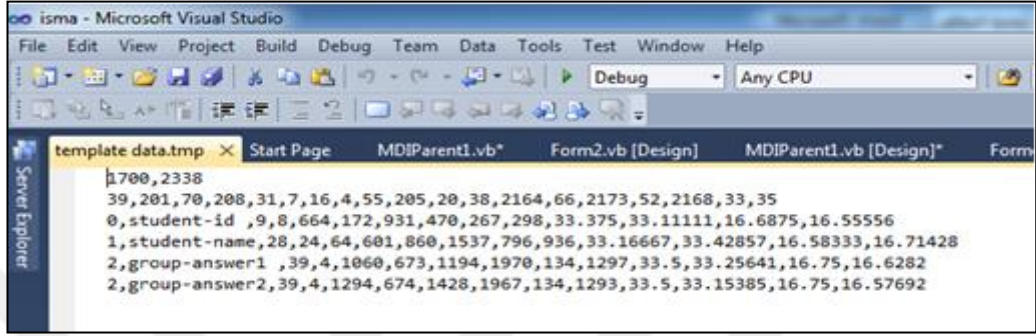 isma - Microsoft Visual Studio
File Edit View Project Build Debug Team Data Tools Test Window Help
Debug Any CPU
template data.tmp Start Page MDIParent1.vb* Form2.vb [Design] MDIParent1.vb [Design]*
Server Explorer
1700,2338
39,201,70,208,31,7,16,4,55,205,20,38,2164,66,2173,52,2168,33,35
0,student-id ,9,8,664,172,931,470,267,298,33.375,33.11111,16.6875,16.55556
1,student-name,28,24,64,601,860,1537,796,936,33.16667,33.42857,16.58333,16.71428
2,group-answer1 ,39,4,1060,673,1194,1970,134,1297,33.5,33.25641,16.75,16.6282
2,group-answer2,39,4,1294,674,1428,1967,134,1293,33.5,33.15385,16.75,16.57692